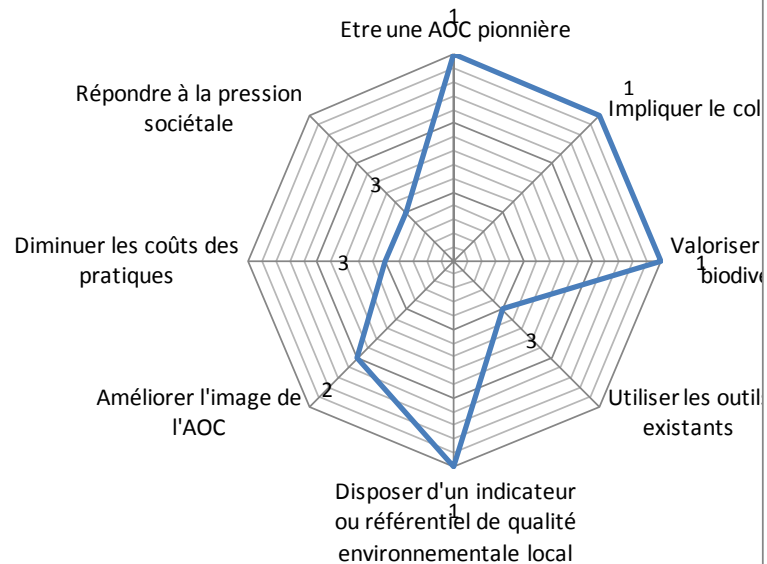 1
Etre une AOC pionnière
1
Impliquer le col
Valoriser
1
biodive
3
Utiliser les outils
existants
Disposer d'un indicateur
1
ou référentiel de qualité
environnementale local
2
Améliorer l'image de
l'AOC
3
Diminuer les coûts des
pratiques
3
Répondre à la pression
sociétale